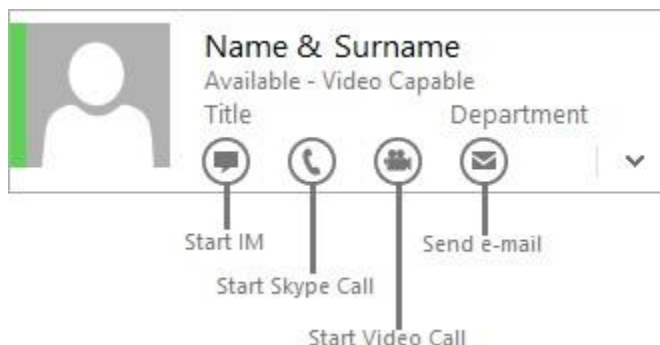 Name & Surname
Available - Video Capable
Title Department
Start IM
Send e-mail
Start Skype Call
Start Video Call